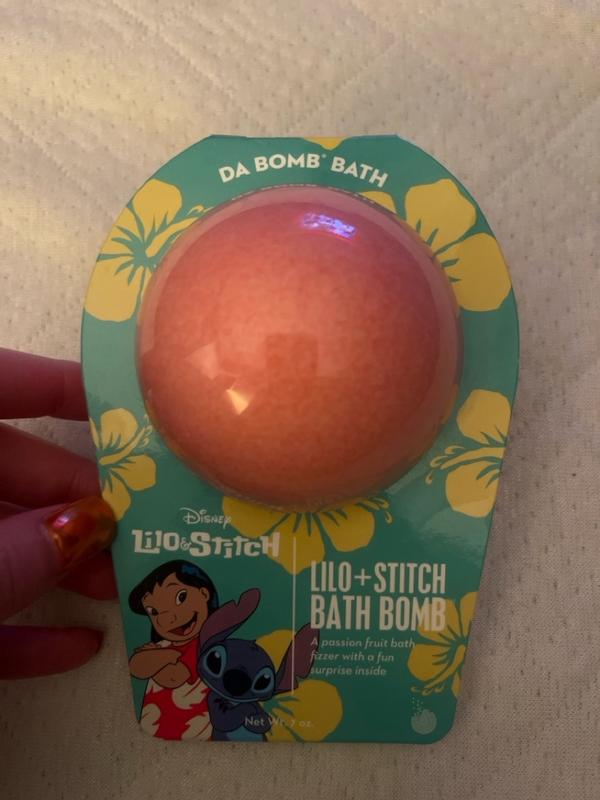 DA BOMB® BATH
Disney
Lilo & Stitch
LILO+STITCH
BATH BOMB
A passion fruit bath
fizzer with a fun
surprise inside
Net Wt. 7 oz.